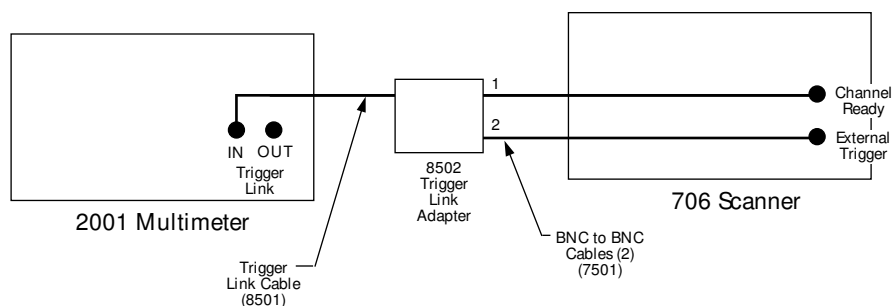 1
2
Channel
Ready
External
Trigger
IN OUT
Trigger
Link
8502
Trigger
Link
Adapter
2001 Multimeter
706 Scanner
Trigger
Link Cable
(8501)
BNC to BNC
Cables (2)
(7501)